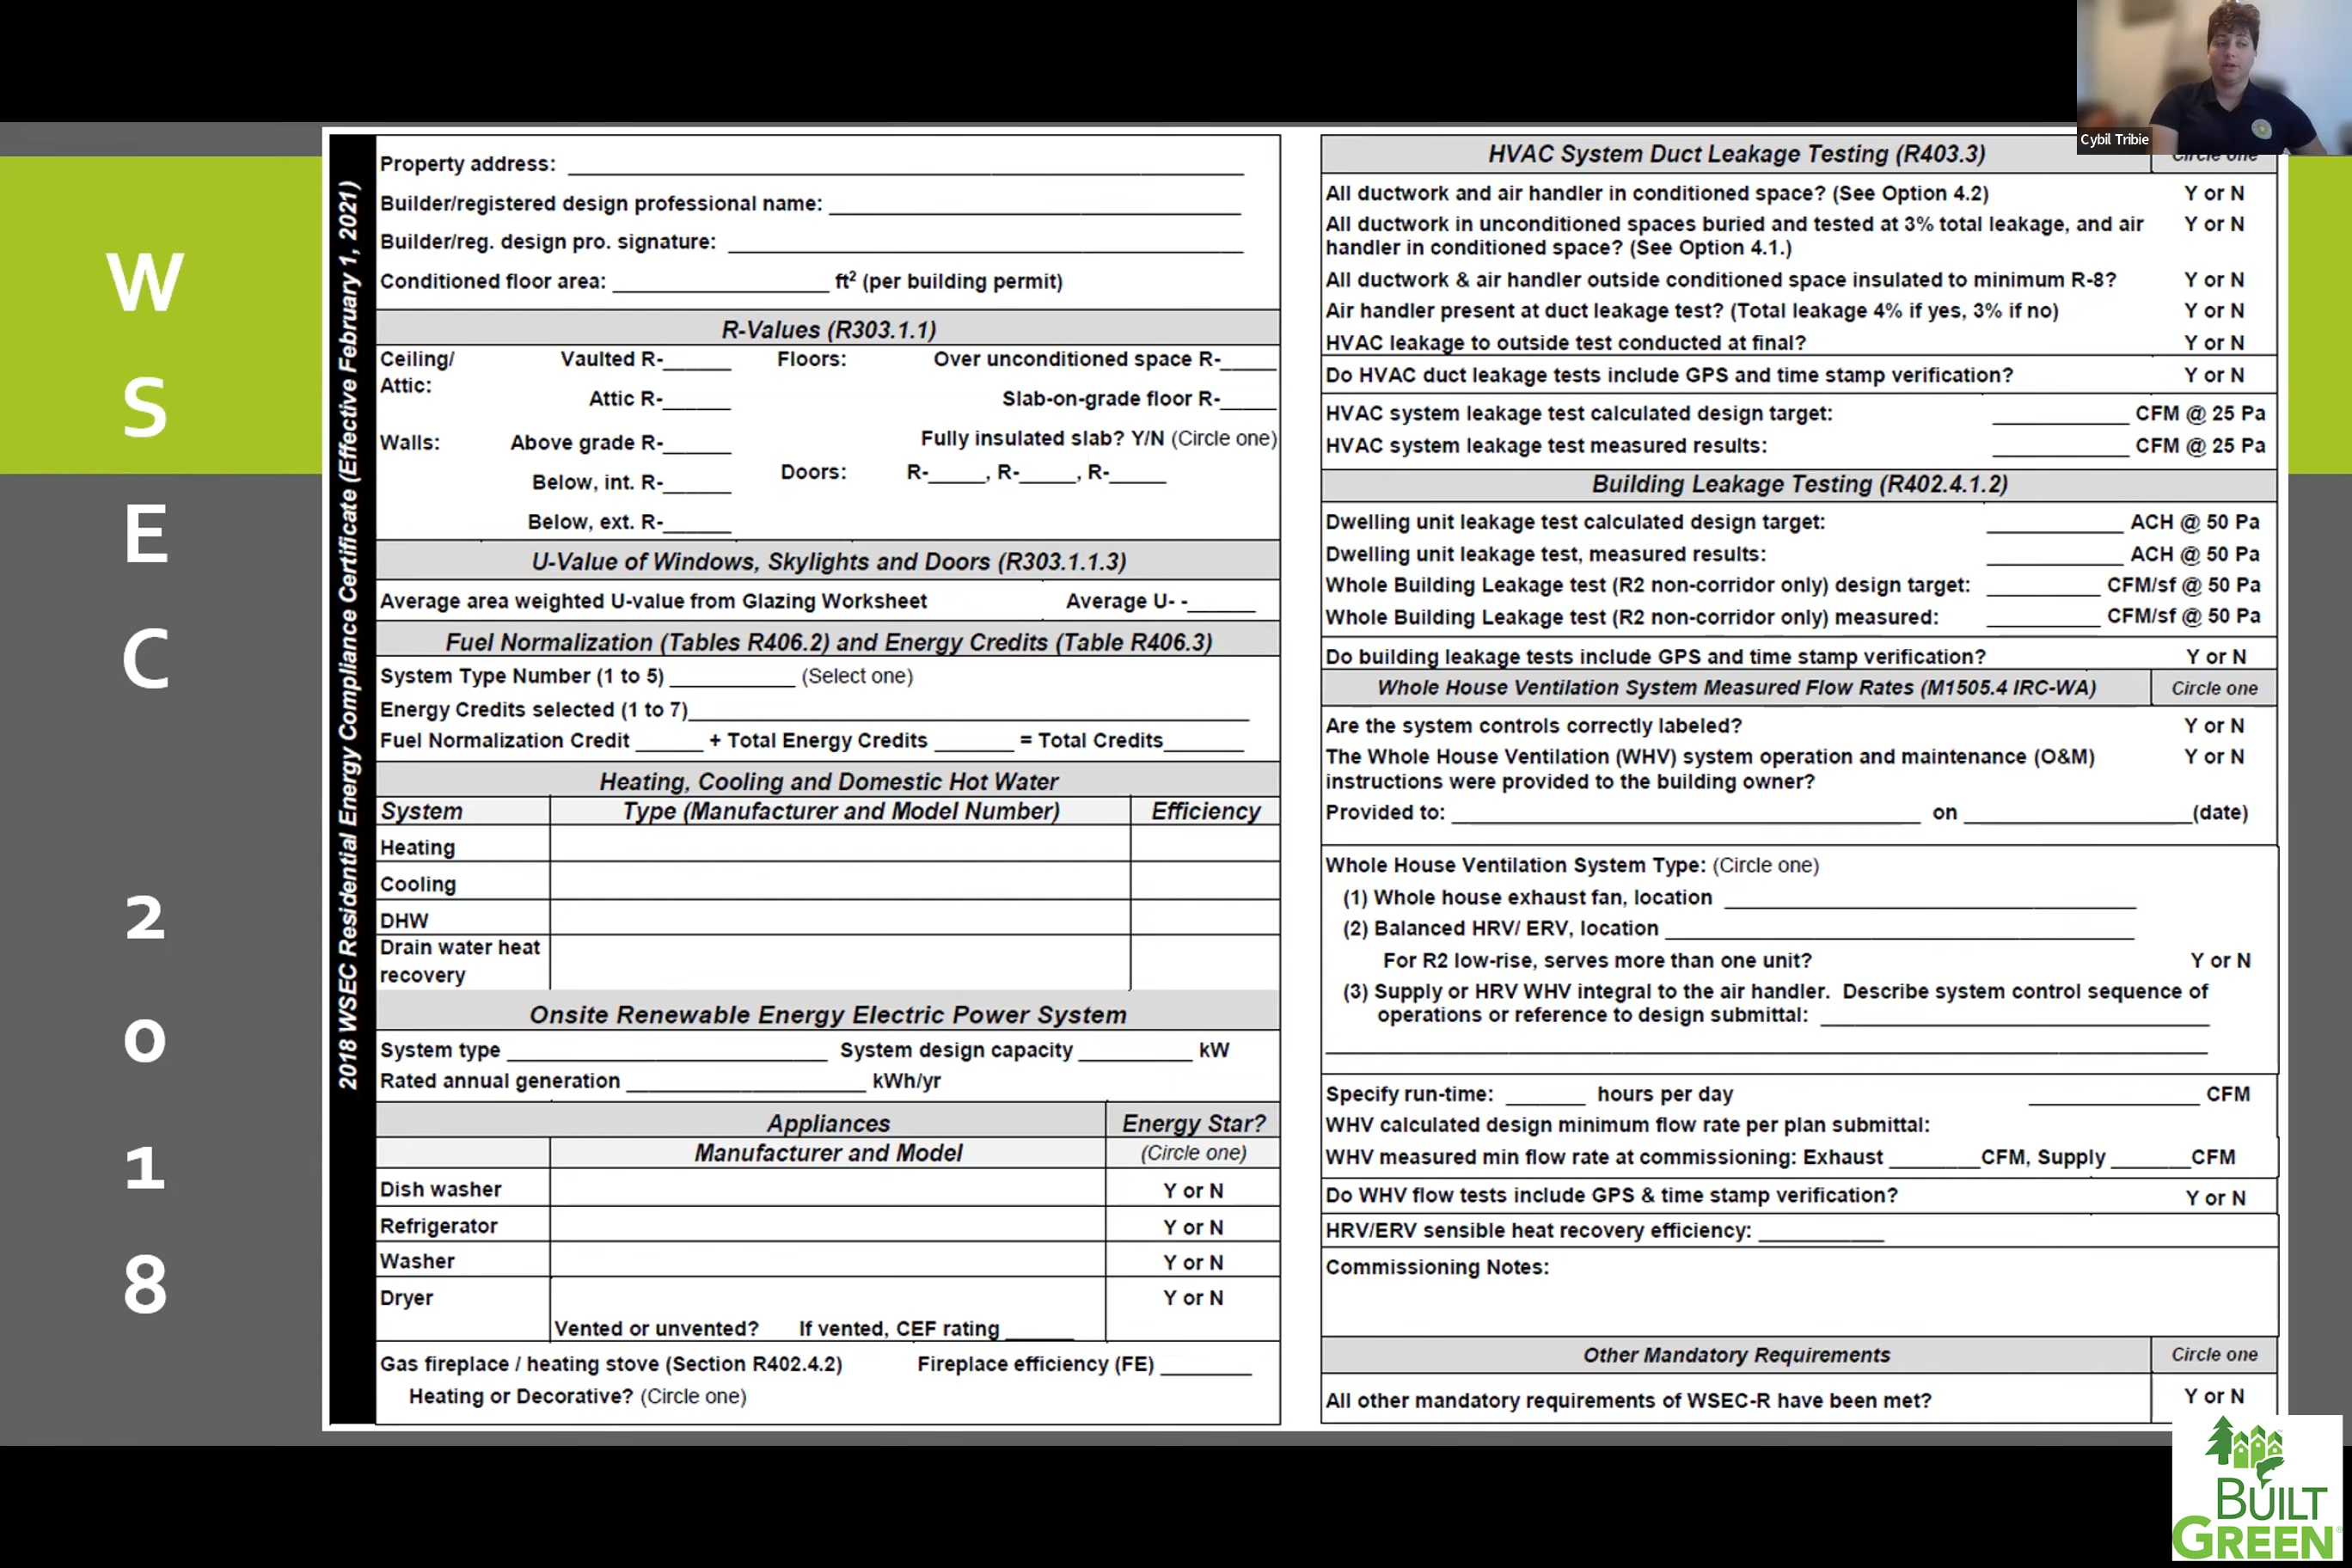 W
S
E
C
2
0
1
8
2018 WSEC Residential Energy Compliance Certificate (Effective February 1, 2021)
Property address:
Builder/registered design professional name:
Builder/reg. design pro. signature:
Conditioned floor area: ft² (per building permit)
R-Values (R303.1.1)
Ceiling/ Vaulted R- Floors: Over unconditioned space R-
Attic:
Attic R- Slab-on-grade floor R-
Walls: Above grade R- Fully insulated slab? Y/N (Circle one)
Below, int. R- Doors: R- , R- , R-
Below, ext. R-
U-Value of Windows, Skylights and Doors (R303.1.1.3)
Average area weighted U-value from Glazing Worksheet Average U- -
Fuel Normalization (Tables R406.2) and Energy Credits (Table R406.3)
System Type Number (1 to 5) (Select one)
Energy Credits selected (1 to 7)
Fuel Normalization Credit + Total Energy Credits = Total Credits
Heating, Cooling and Domestic Hot Water
System Type (Manufacturer and Model Number) Efficiency
Heating
Cooling
DHW
Drain water heat
recovery
Onsite Renewable Energy Electric Power System
System type System design capacity kW
Rated annual generation kWh/yr
Appliances Energy Star?
Manufacturer and Model (Circle one)
Dish washer Y or N
Refrigerator Y or N
Washer Y or N
Dryer Y or N
Vented or unvented? If vented, CEF rating
Gas fireplace / heating stove (Section R402.4.2) Fireplace efficiency (FE)
Heating or Decorative? (Circle one)
HVAC System Duct Leakage Testing (R403.3) Circle one
All ductwork and air handler in conditioned space? (See Option 4.2) Y or N
All ductwork in unconditioned spaces buried and tested at 3% total leakage, and air Y or N
handler in conditioned space? (See Option 4.1.)
All ductwork & air handler outside conditioned space insulated to minimum R-8? Y or N
Air handler present at duct leakage test? (Total leakage 4% if yes, 3% if no) Y or N
HVAC leakage to outside test conducted at final? Y or N
Do HVAC duct leakage tests include GPS and time stamp verification? Y or N
HVAC system leakage test calculated design target: CFM @ 25 Pa
HVAC system leakage test measured results: CFM @ 25 Pa
Building Leakage Testing (R402.4.1.2)
Dwelling unit leakage test calculated design target: ACH @ 50 Pa
Dwelling unit leakage test, measured results: ACH @ 50 Pa
Whole Building Leakage test (R2 non-corridor only) design target: CFM/sf @ 50 Pa
Whole Building Leakage test (R2 non-corridor only) measured: CFM/sf @ 50 Pa
Do building leakage tests include GPS and time stamp verification? Y or N
Whole House Ventilation System Measured Flow Rates (M1505.4 IRC-WA) Circle one
Are the system controls correctly labeled? Y or N
The Whole House Ventilation (WHV) system operation and maintenance (O&M) Y or N
instructions were provided to the building owner?
Provided to: on (date)
Whole House Ventilation System Type: (Circle one)
(1) Whole house exhaust fan, location
(2) Balanced HRV/ ERV, location
For R2 low-rise, serves more than one unit? Y or N
(3) Supply or HRV WHV integral to the air handler. Describe system control sequence of
operations or reference to design submittal:
Specify run-time: hours per day CFM
WHV calculated design minimum flow rate per plan submittal:
WHV measured min flow rate at commissioning: Exhaust CFM, Supply CFM
Do WHV flow tests include GPS & time stamp verification? Y or N
HRV/ERV sensible heat recovery efficiency:
Commissioning Notes:
Other Mandatory Requirements Circle one
All other mandatory requirements of WSEC-R have been met? Y or N
Cybil Tribie
BUILT
GREEN